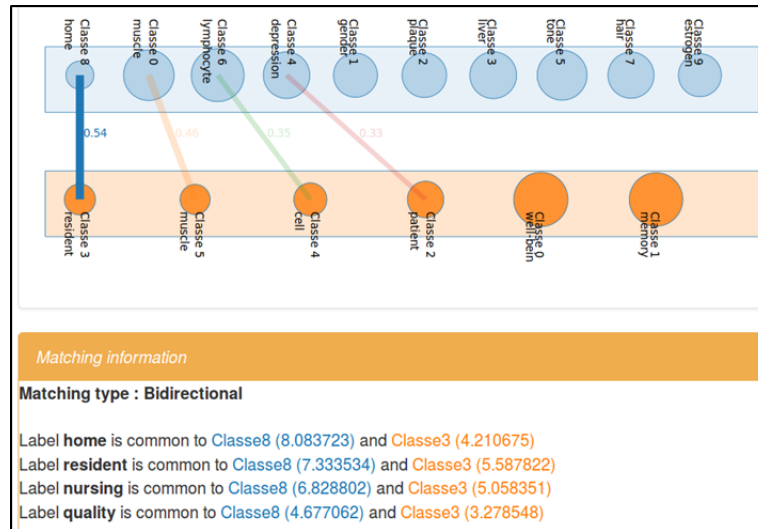 Classe 8
home
Classe 0
muscle
Classe 6
lymphocyte
Classe 4
depression
Classe 1
gender
Classe 2
plaque
Classe 3
liver
Classe 5
tone
Classe 7
hair
Classe 9
estrogen
0.54
0.46
0.35
0.33
Classe 3
resident
Classe 5
muscle
Classe 4
cell
Classe 2
patient
Classe 0
well-bein
Classe 1
memory
Matching information
Matching type : Bidirectional
Label home is common to Classe8 (8.083723) and Classe3 (4.210675)
Label resident is common to Classe8 (7.333534) and Classe3 (5.587822)
Label nursing is common to Classe8 (6.828802) and Classe3 (5.058351)
Label quality is common to Classe8 (4.677062) and Classe3 (3.278548)